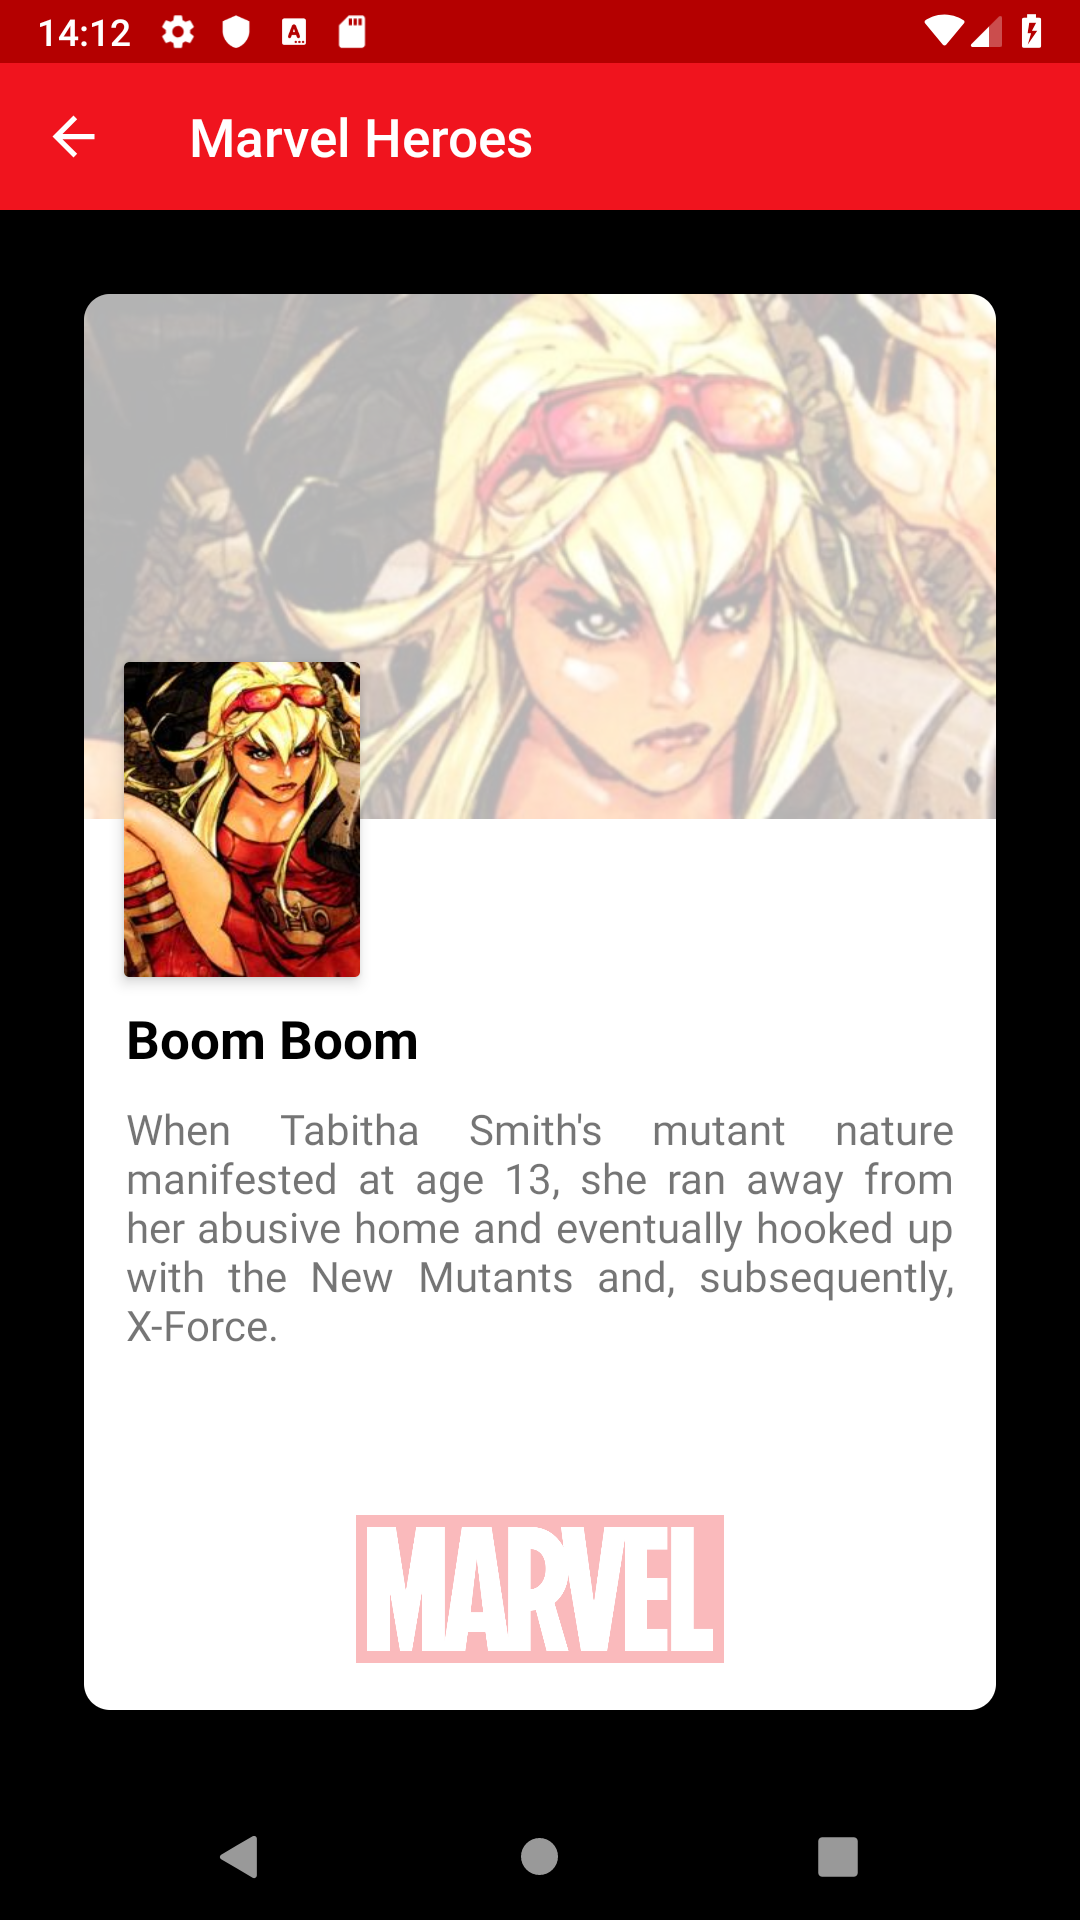 14:12
Marvel Heroes
Boom Boom
When Tabitha Smith's mutant nature
manifested at age 13, she ran away from
her abusive home and eventually hooked up
with the New Mutants and, subsequently,
X-Force.
MARVEL